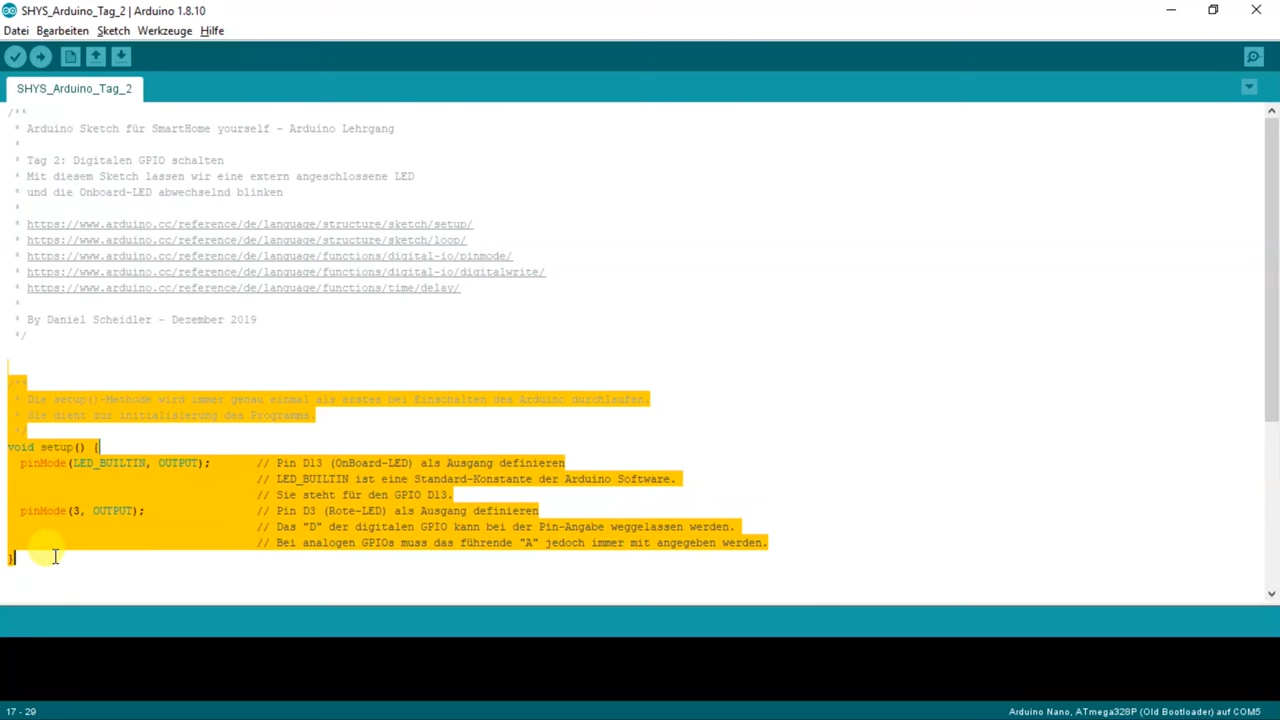 SHYS_Arduino_Tag_2 | Arduino 1.8.10
Datei Bearbeiten Sketch Werkzeuge Hilfe
SHYS_Arduino_Tag_2
/**
* Arduino Sketch für SmartHome yourself - Arduino Lehrgang
*
* Tag 2: Digitalen GPIO schalten
* Mit diesem Sketch lassen wir eine extern angeschlossene LED
* und die Onboard-LED abwechselnd blinken
*
* https://www.arduino.cc/reference/de/language/structure/sketch/setup/
* https://www.arduino.cc/reference/de/language/structure/sketch/loop/
* https://www.arduino.cc/reference/de/language/functions/digital-io/pinmode/
* https://www.arduino.cc/reference/de/language/functions/digital-io/digitalwrite/
* https://www.arduino.cc/reference/de/language/functions/time/delay/
*
* By Daniel Scheidler - Dezember 2019
*/
/**
* Die setup()-Methode wird immer genau einmal als erstes bei Einschalten des Arduino durchlaufen.
* Sie dient zur initialisierung des Programms.
*/
void setup() {
pinMode(LED_BUILTIN, OUTPUT); // Pin D13 (OnBoard-LED) als Ausgang definieren
// LED_BUILTIN ist eine Standard-Konstante der Arduino Software.
// Sie steht für den GPIO D13.
pinMode(3, OUTPUT); // Pin D3 (Rote-LED) als Ausgang definieren
// Das "D" der digitalen GPIO kann bei der Pin-Angabe weggelassen werden.
// Bei analogen GPIOs muss das führende "A" jedoch immer mit angegeben werden.
}
17 - 29
Arduino Nano, ATmega328P (Old Bootloader) auf COM5